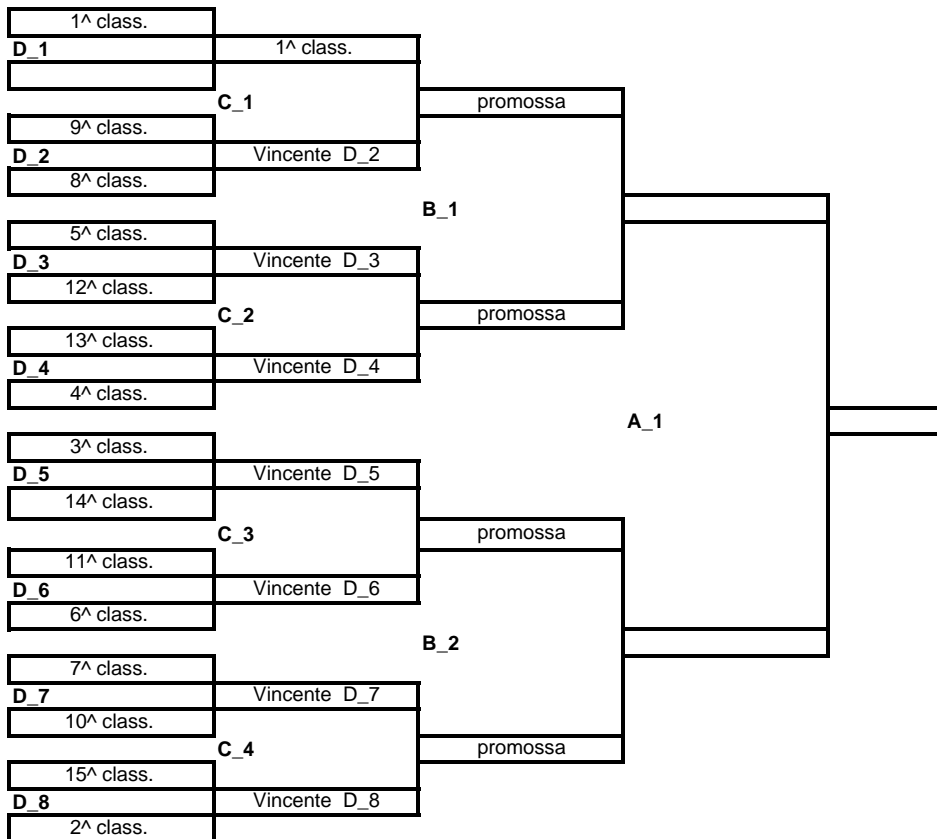 1^ class.
D_1 1^ class.
C_1 promossa
9^ class.
D_2 Vincente D_2
8^ class.
B_1
5^ class.
D_3 Vincente D_3
12^ class.
C_2 promossa
13^ class.
D_4 Vincente D_4
4^ class.
A_1
3^ class.
D_5 Vincente D_5
14^ class.
C_3 promossa
11^ class.
D_6 Vincente D_6
6^ class.
B_2
7^ class.
D_7 Vincente D_7
10^ class.
C_4 promossa
15^ class.
D_8 Vincente D_8
2^ class.